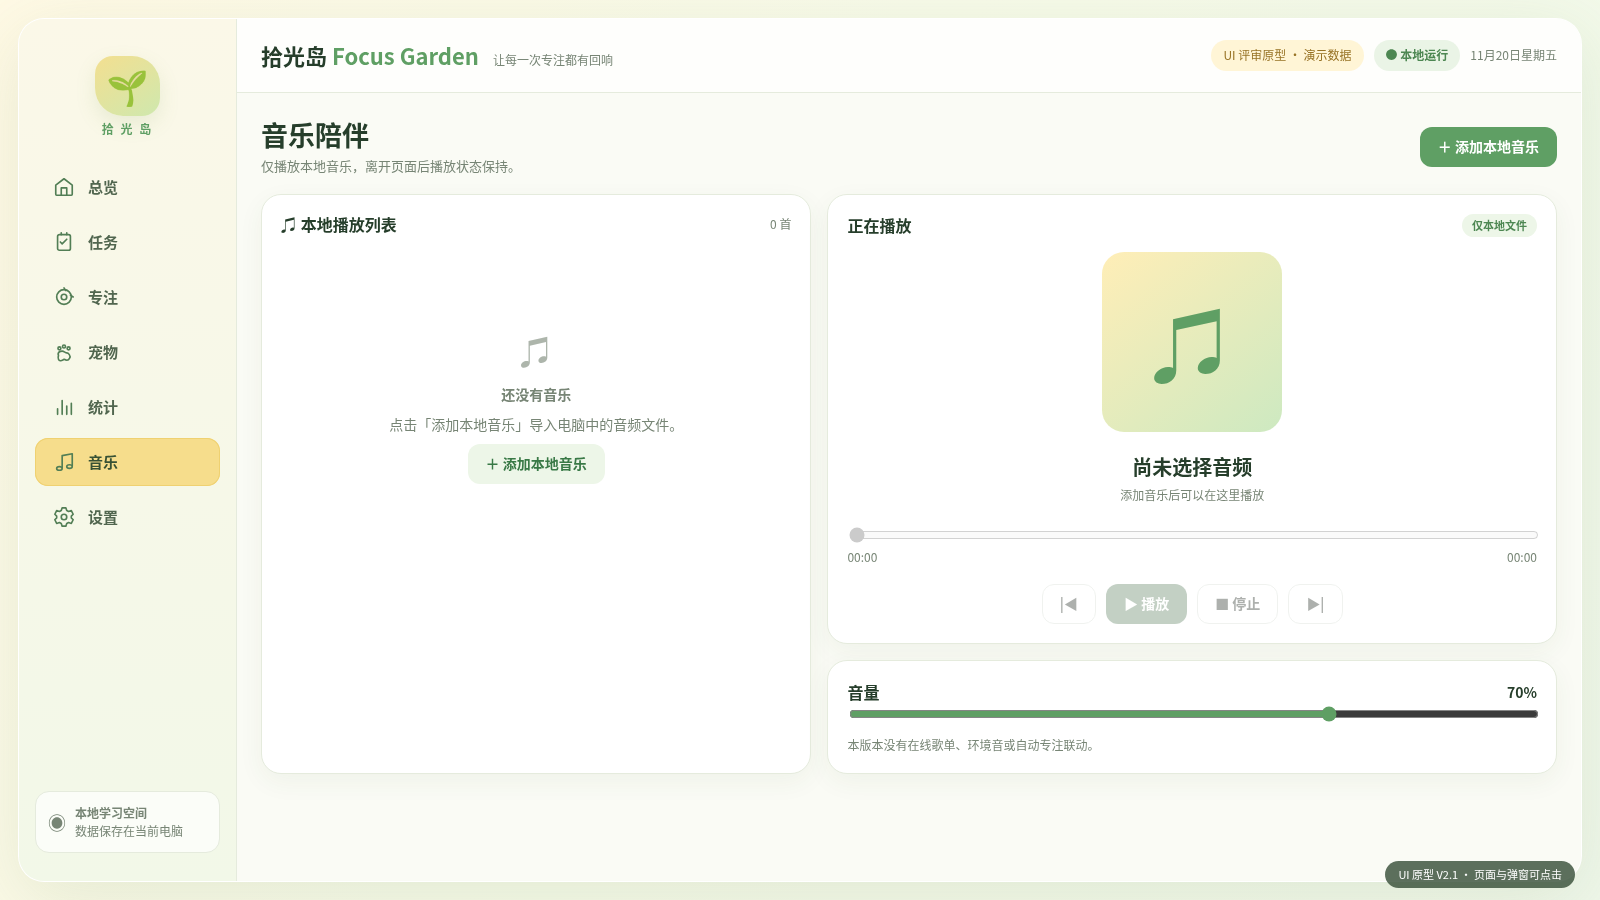 拾光岛
总览
任务
专注
宠物
统计
音乐
设置
本地学习空间
数据保存在当前电脑
拾光岛 Focus Garden 让每一次专注都有回响
UI 评审原型 · 演示数据
本地运行
11月20日星期五
音乐陪伴
仅播放本地音乐，离开页面后播放状态保持。
＋ 添加本地音乐
♫ 本地播放列表
0 首
♫
还没有音乐
点击「添加本地音乐」导入电脑中的音频文件。
＋ 添加本地音乐
正在播放
仅本地文件
♫
尚未选择音频
添加音乐后可以在这里播放
00:00
00:00
|◀
▶ 播放
■ 停止
▶|
音量
70%
本版本没有在线歌单、环境音或自动专注联动。
UI 原型 V2.1 · 页面与弹窗可点击